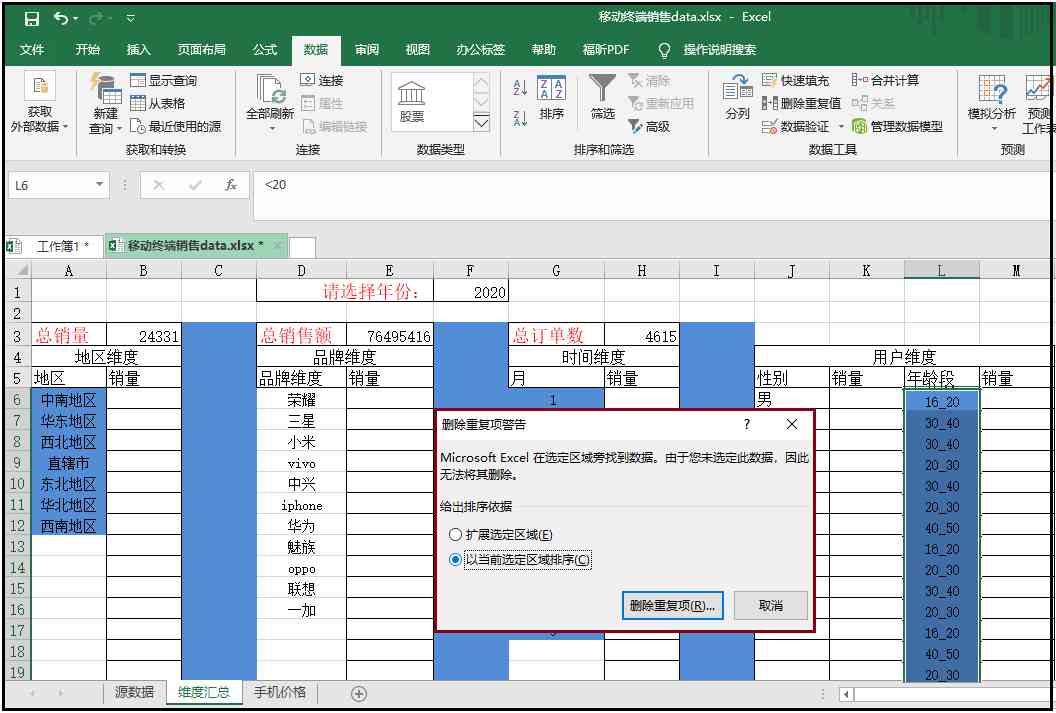 移动终端销售data.xlsx - Excel
文件 开始 插入 页面布局 公式 数据 审阅 视图 办公标签 帮助 福昕PDF 操作说明搜索
获取 外部数据
新建 查询
显示查询
从表格
最近使用的源
获取和转换
全部刷新
连接
属性
编辑链接
连接
股票
数据类型
排序
筛选
清除
重新应用
高级
排序和筛选
分列
快速填充
删除重复值
数据验证
合并计算
关系
管理数据模型
数据工具
模拟分析
预测
工作表
预测
L6 fx <20
工作簿1 * 移动终端销售data.xlsx *
A B C D E F G H I J K L M
1 请选择年份: 2020
2
3 总销量 24331 总销售额 76495416 总订单数 4615
4 地区维度 品牌维度 时间维度 用户维度
5 地区 销量 品牌维度 销量 月 销量 性别 销量 年龄段 销量
6 中南地区 荣耀 1 男 16_20
7 华东地区 三星 30_40
8 西北地区 小米 30_40
9 直辖市 vivo 20_30
10 东北地区 中兴 30_40
11 华北地区 iphone 20_30
12 西南地区 华为 40_50
13 魅族 16_20
14 oppo 20_30
15 联想 30_40
16 一加 20_30
17 16_20
18 40_50
19 20_30
删除重复项警告 ?
Microsoft Excel 在选定区域旁找到数据。由于您未选定此数据，因此
无法将其删除。
给出排序依据
扩展选定区域(E)
以当前选定区域排序(C)
删除重复项(R)... 取消
源数据 维度汇总 手机价格